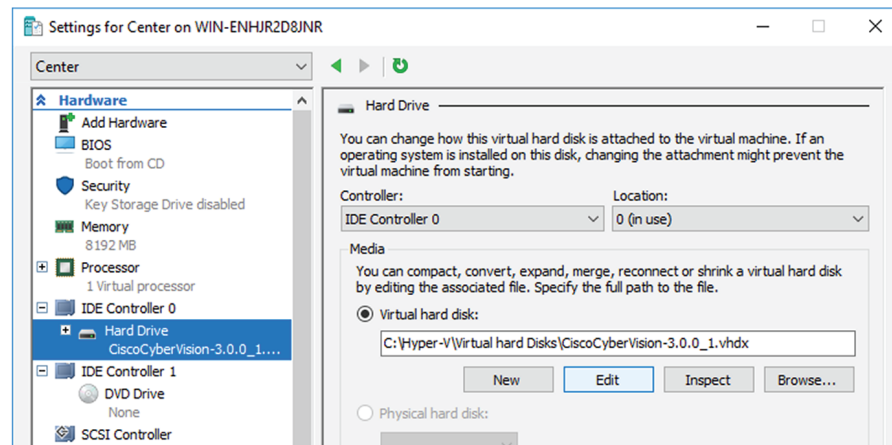 Settings for Center on WIN-ENHJR2D8JNR
Center
Hardware
Add Hardware
BIOS
Boot from CD
Security
Key Storage Drive disabled
Memory
8192 MB
Processor
1 Virtual processor
IDE Controller 0
Hard Drive
CiscoCyberVision-3.0.0_1....
IDE Controller 1
DVD Drive
None
SCSI Controller
Hard Drive
You can change how this virtual hard disk is attached to the virtual machine. If an
operating system is installed on this disk, changing the attachment might prevent the
virtual machine from starting.
Controller:
Location:
IDE Controller 0
0 (in use)
Media
You can compact, convert, expand, merge, reconnect or shrink a virtual hard disk
by editing the associated file. Specify the full path to the file.
Virtual hard disk:
C:\Hyper-V\Virtual hard Disks\CiscoCyberVision-3.0.0_1.vhdx
New
Edit
Inspect
Browse...
Physical hard disk: